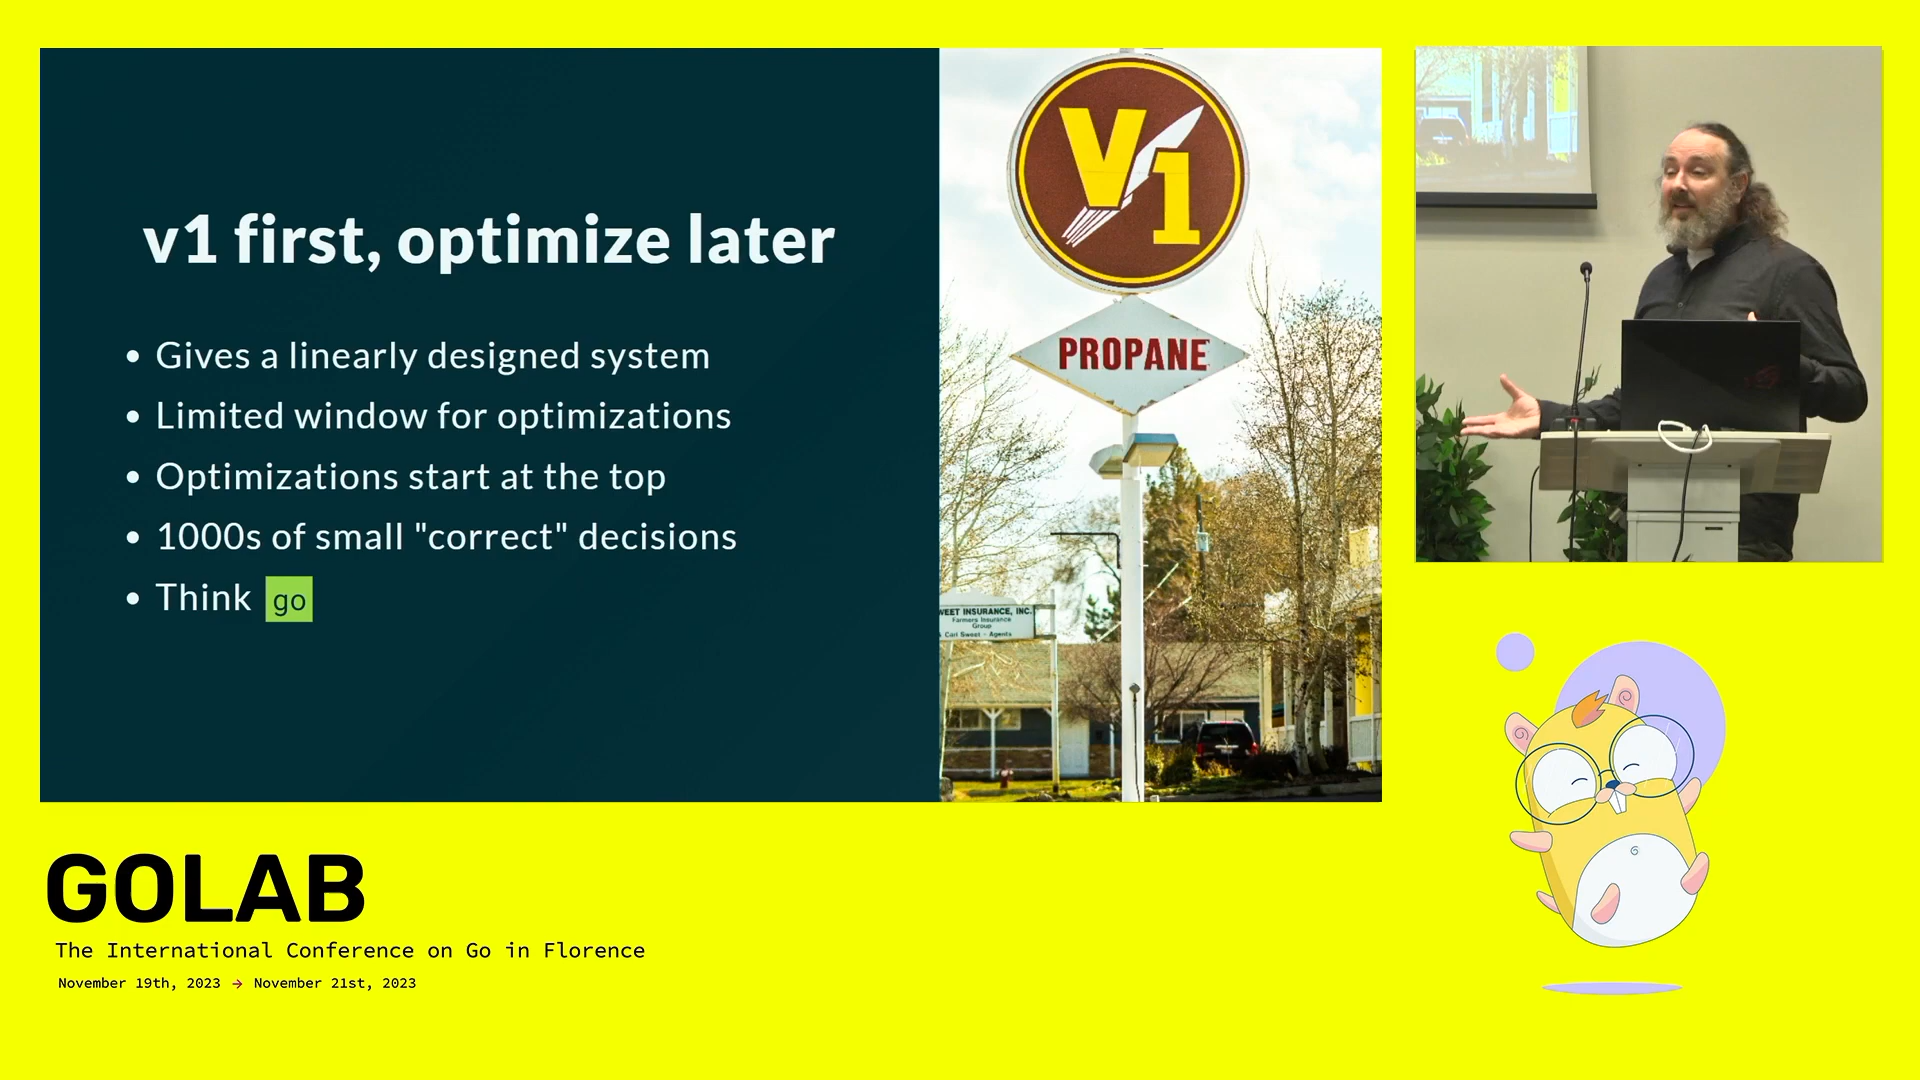 v1 first, optimize later
• Gives a linearly designed system
• Limited window for optimizations
• Optimizations start at the top
• 1000s of small "correct" decisions
• Think go
V1
PROPANE
WEET INSURANCE, INC.
Farmers Insurance
Group
& Carl Sweet - Agents
GOLAB
The International Conference on Go in Florence
November 19th, 2023 → November 21st, 2023